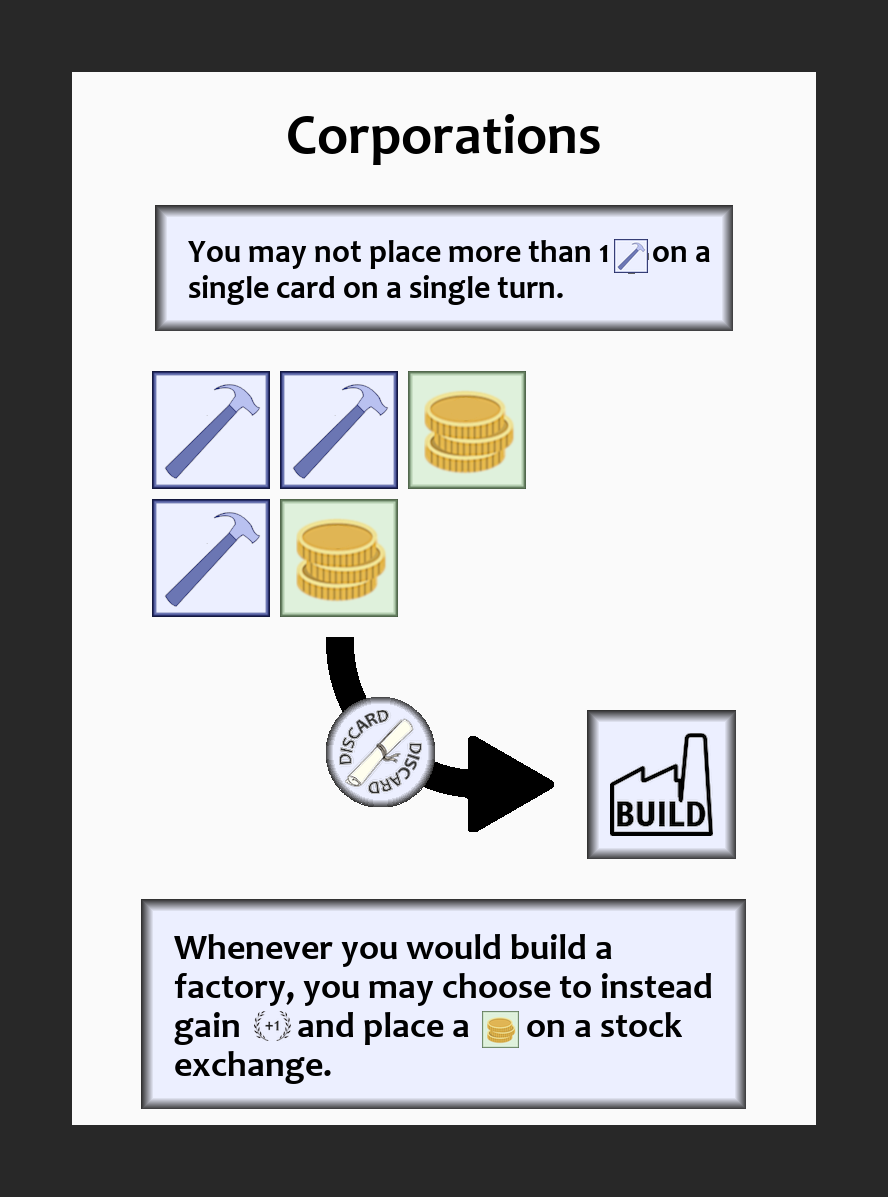 Corporations
You may not place more than 1 on a
single card on a single turn.
DISCARD
DISCARD
BUILD
Whenever you would build a
factory, you may choose to instead
gain +1 and place a on a stock
exchange.